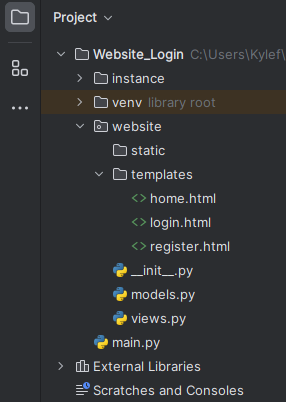 Project
Website_Login C:\Users\Kylef\
instance
venv library root
website
static
templates
home.html
login.html
register.html
__init__.py
models.py
views.py
main.py
External Libraries
Scratches and Consoles